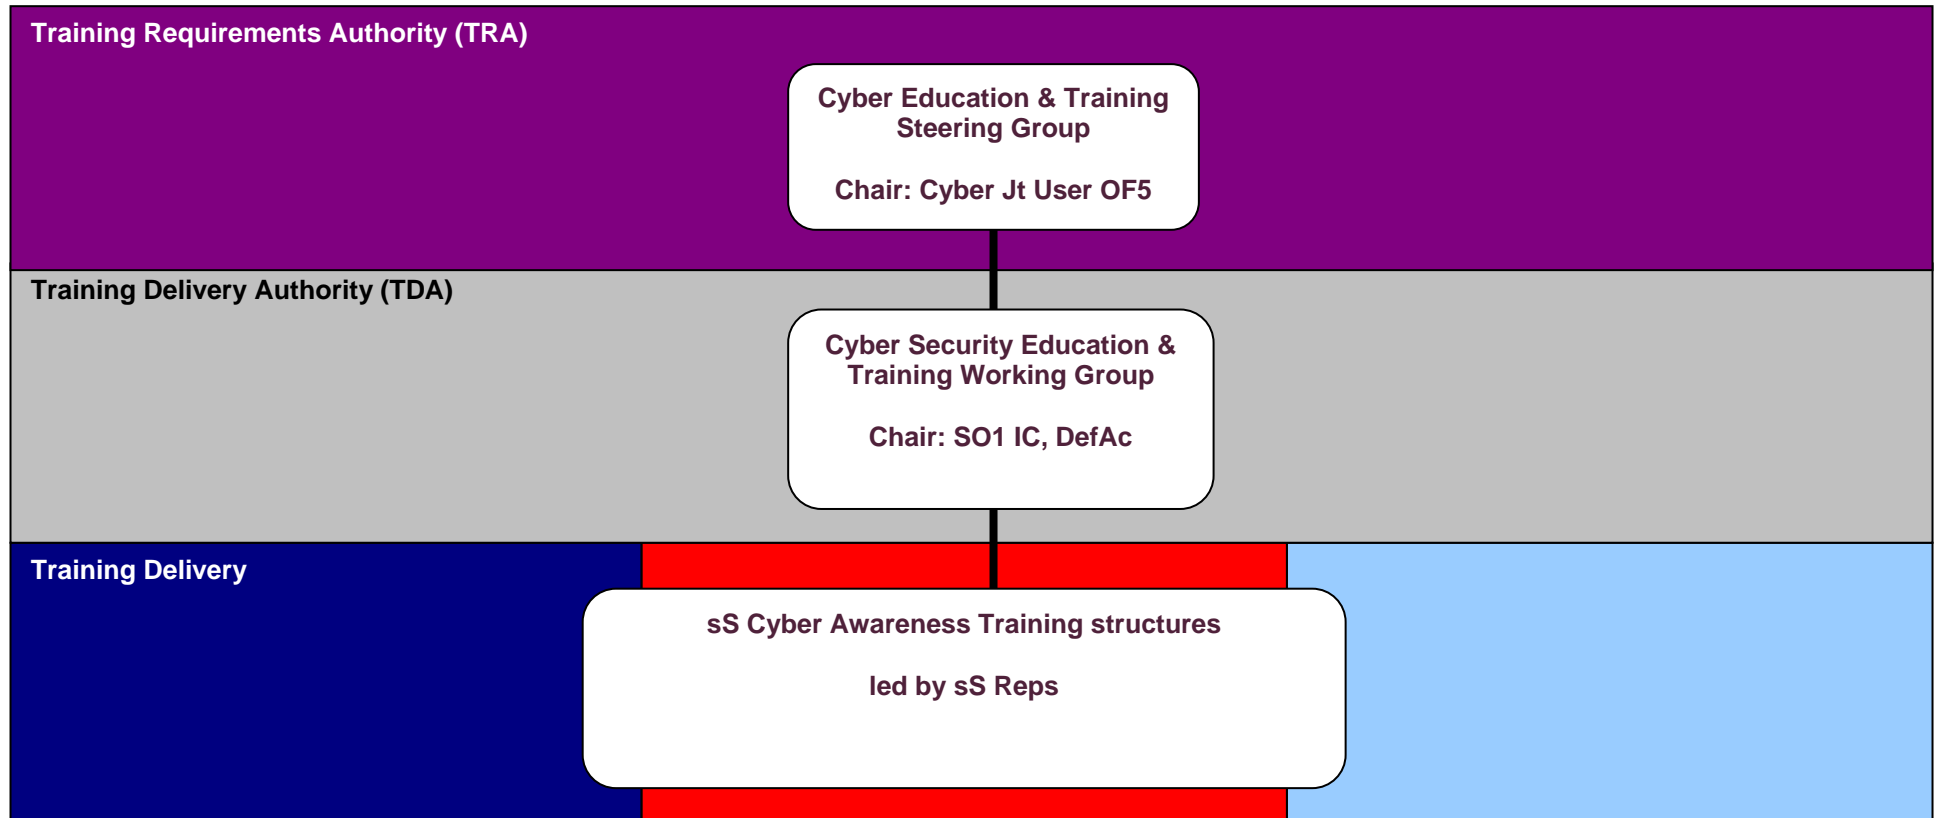 Training Requirements Authority (TRA)
Cyber Education & Training
Steering Group
Chair: Cyber Jt User OF5
Training Delivery Authority (TDA)
Cyber Security Education &
Training Working Group
Chair: SO1 IC, DefAc
Training Delivery
sS Cyber Awareness Training structures
led by sS Reps